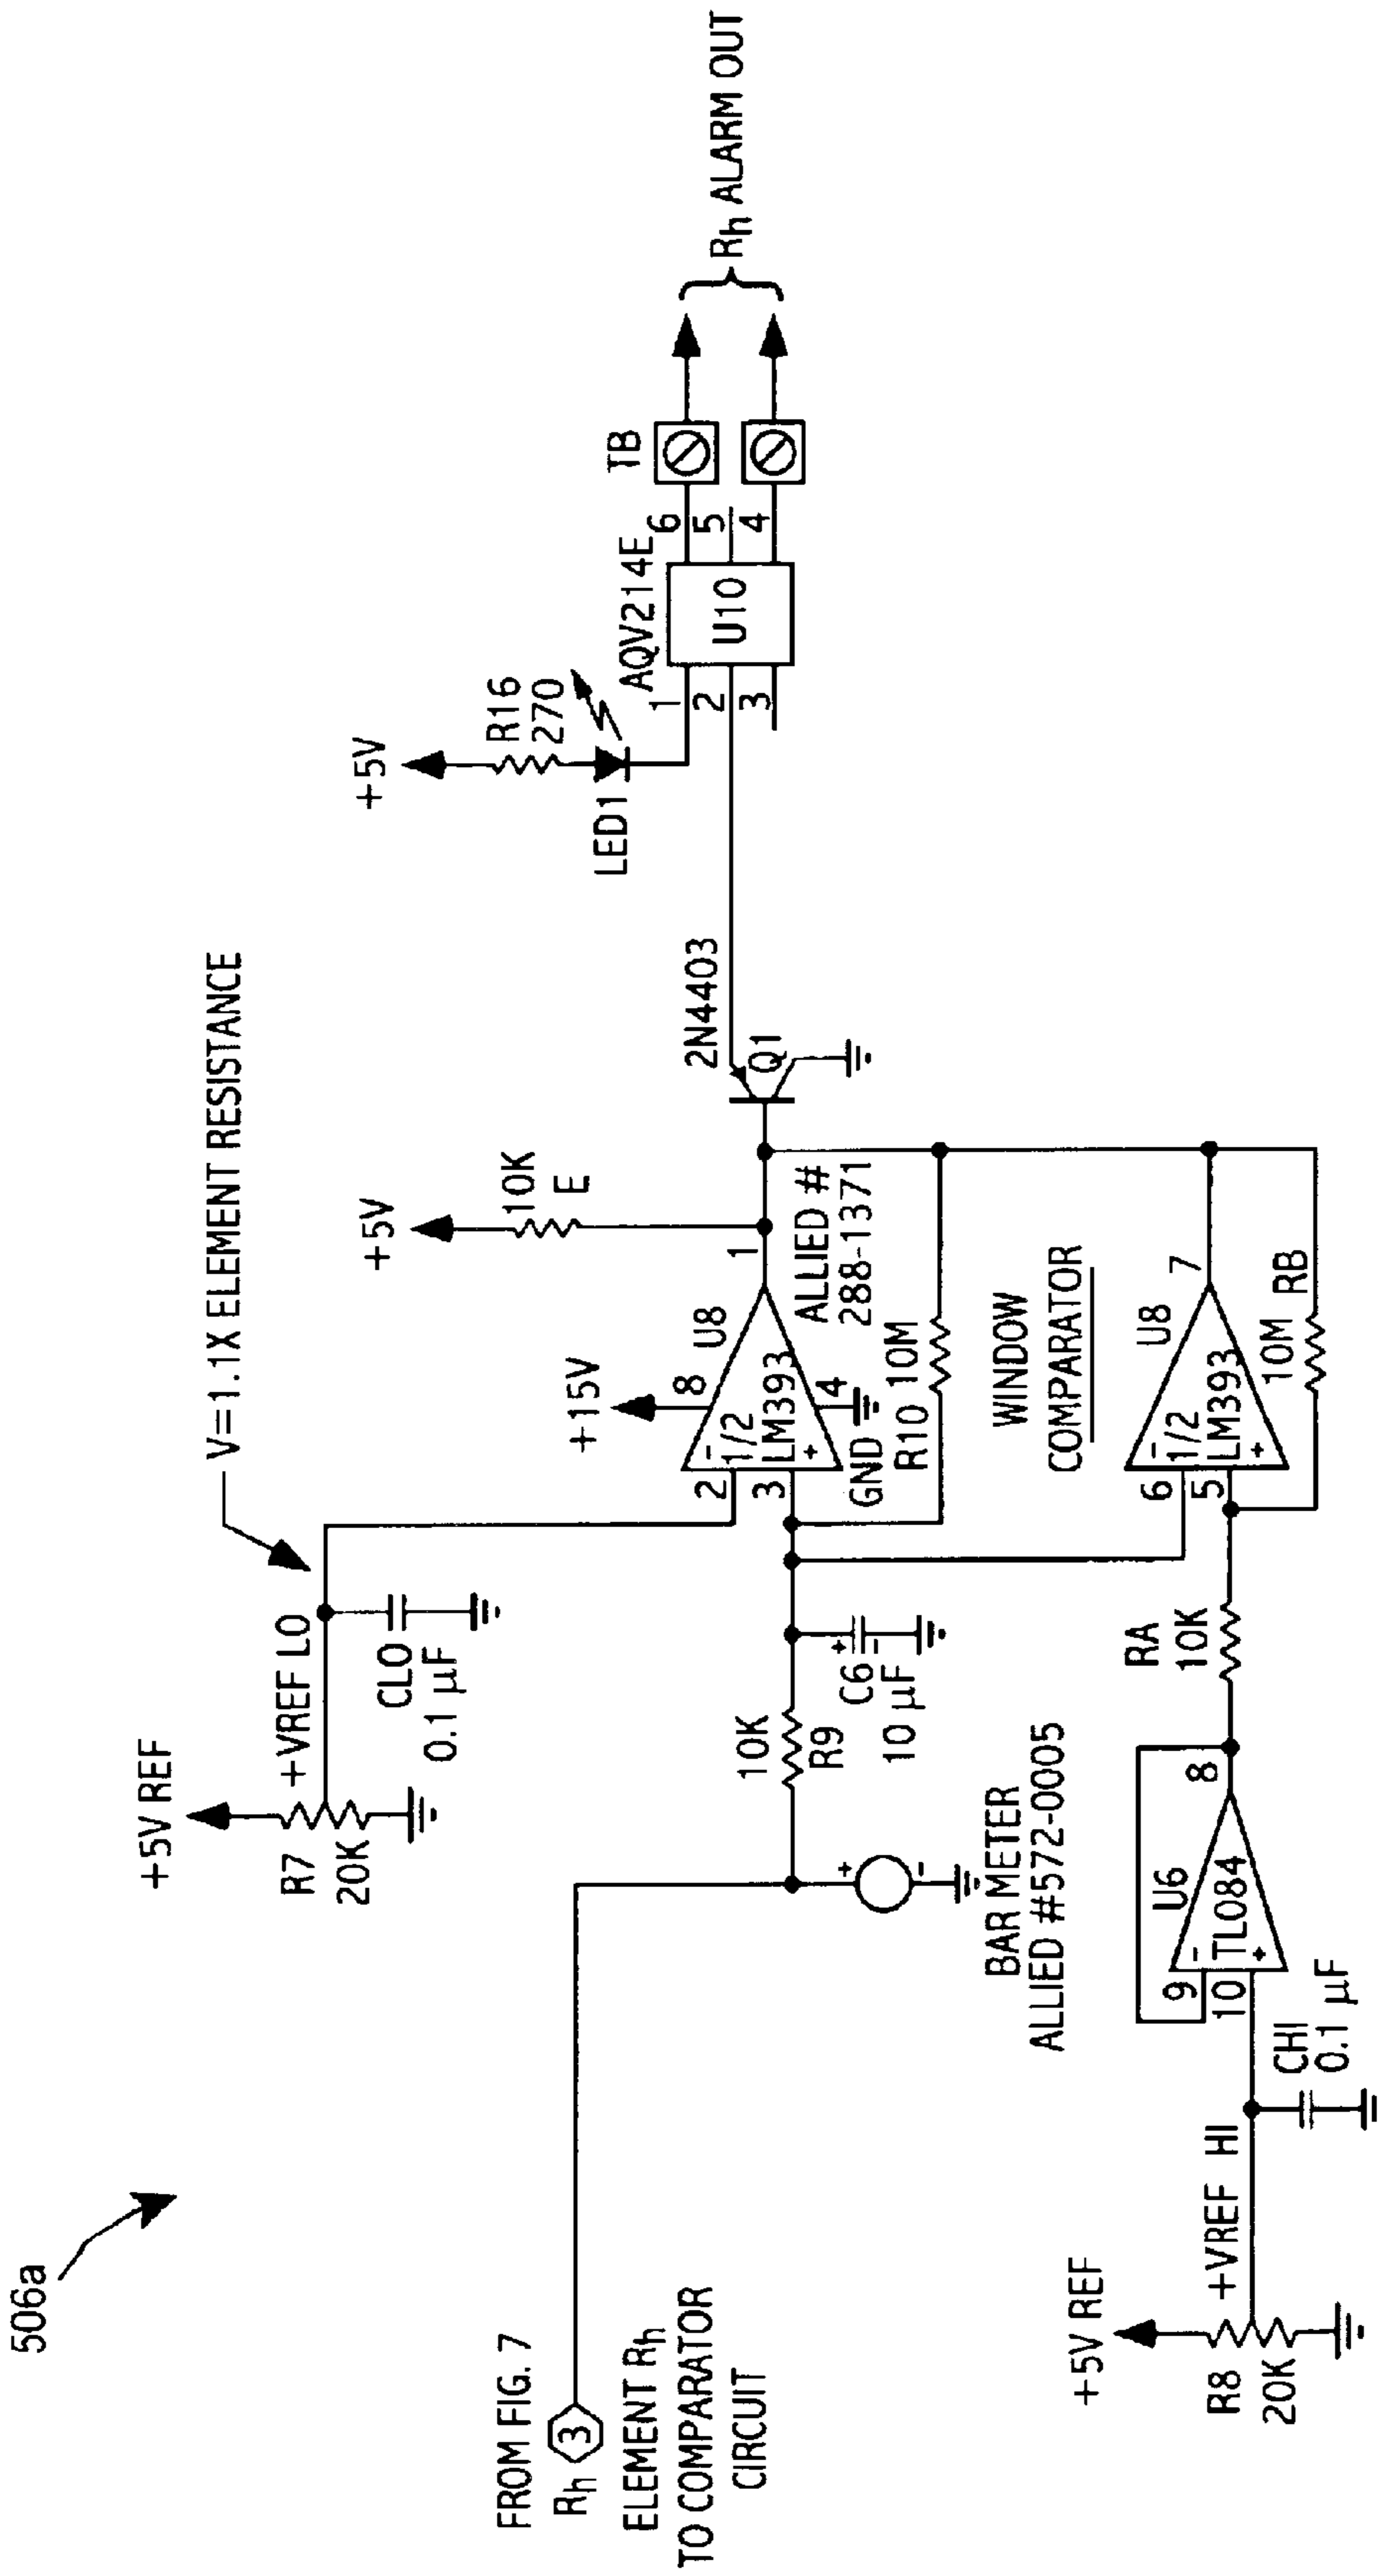 506a
V=1.1X ELEMENT RESISTANCE
+5V REF
R7
20K
+VREF LO
CLO
0.1 µF
+5V
10K
E
+5V
R16
270
LED1
AQV214E
1
2
3
U10
6
5
4
TB
Rh ALARM OUT
2N4403
Q1
+15V
8
U8
1
2
3
-
1/2
LM393
+
4
GND
ALLIED #
288-1371
FROM FIG. 7
Rh 3
ELEMENT Rh
TO COMPARATOR
CIRCUIT
10K
R9
+
C6
-
10 µF
R10 10M
+
-
BAR METER
ALLIED #572-0005
WINDOW
COMPARATOR
+5V REF
R8
20K
+VREF HI
CHI
0.1 µF
9
10
U6
-
TL084
+
8
RA
10K
6
5
-
1/2
LM393
+
U8
7
10M RB